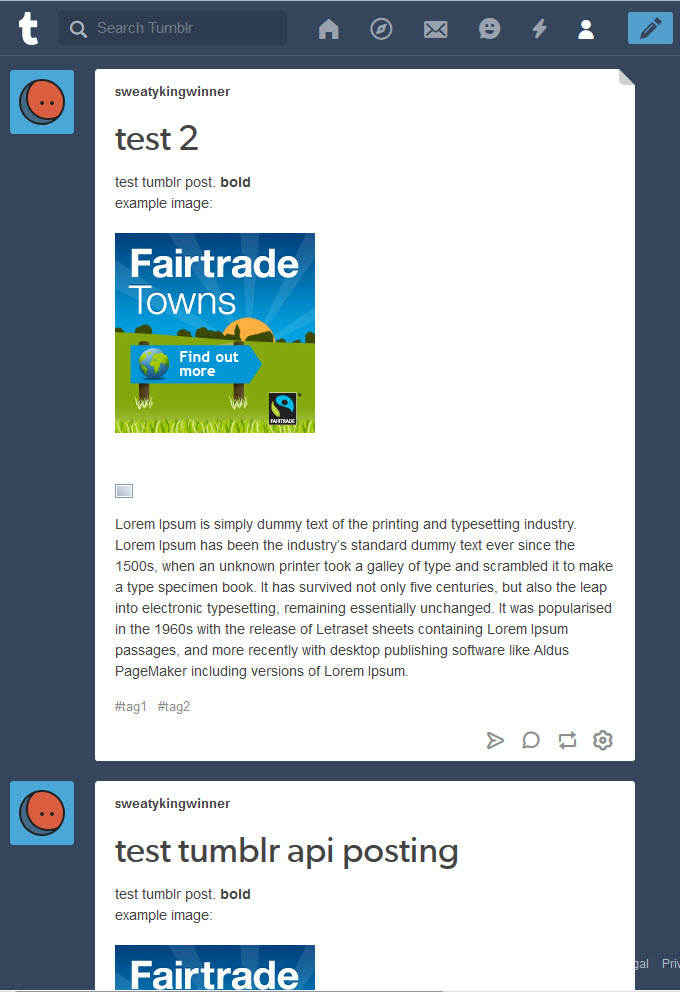 t
Search Tumblr
sweatykingwinner
test 2
test tumblr post. bold
example image:
Fairtrade
Towns
Find out
more
FAIRTRADE
Lorem Ipsum is simply dummy text of the printing and typesetting industry.
Lorem Ipsum has been the industry’s standard dummy text ever since the
1500s, when an unknown printer took a galley of type and scrambled it to make
a type specimen book. It has survived not only five centuries, but also the leap
into electronic typesetting, remaining essentially unchanged. It was popularised
in the 1960s with the release of Letraset sheets containing Lorem Ipsum
passages, and more recently with desktop publishing software like Aldus
PageMaker including versions of Lorem Ipsum.
#tag1 #tag2
sweatykingwinner
test tumblr api posting
test tumblr post. bold
example image:
gal Priv
Fairtrade